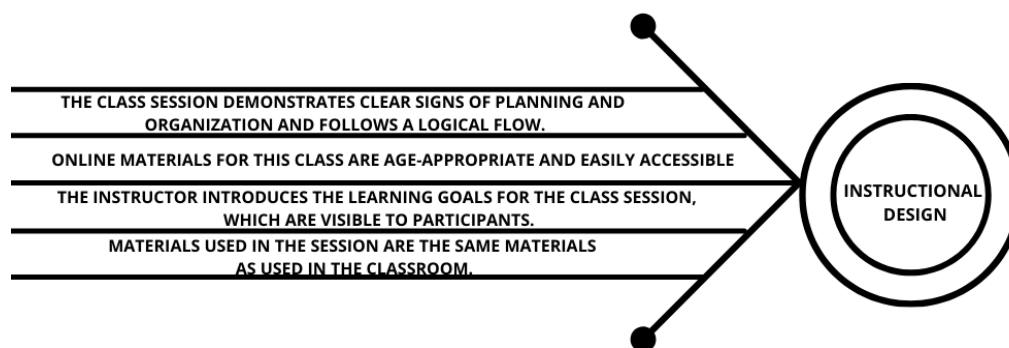 THE CLASS SESSION DEMONSTRATES CLEAR SIGNS OF PLANNING AND
ORGANIZATION AND FOLLOWS A LOGICAL FLOW.
ONLINE MATERIALS FOR THIS CLASS ARE AGE-APPROPRIATE AND EASILY ACCESSIBLE
THE INSTRUCTOR INTRODUCES THE LEARNING GOALS FOR THE CLASS SESSION,
WHICH ARE VISIBLE TO PARTICIPANTS.
MATERIALS USED IN THE SESSION ARE THE SAME MATERIALS
AS USED IN THE CLASSROOM.
INSTRUCTIONAL
DESIGN